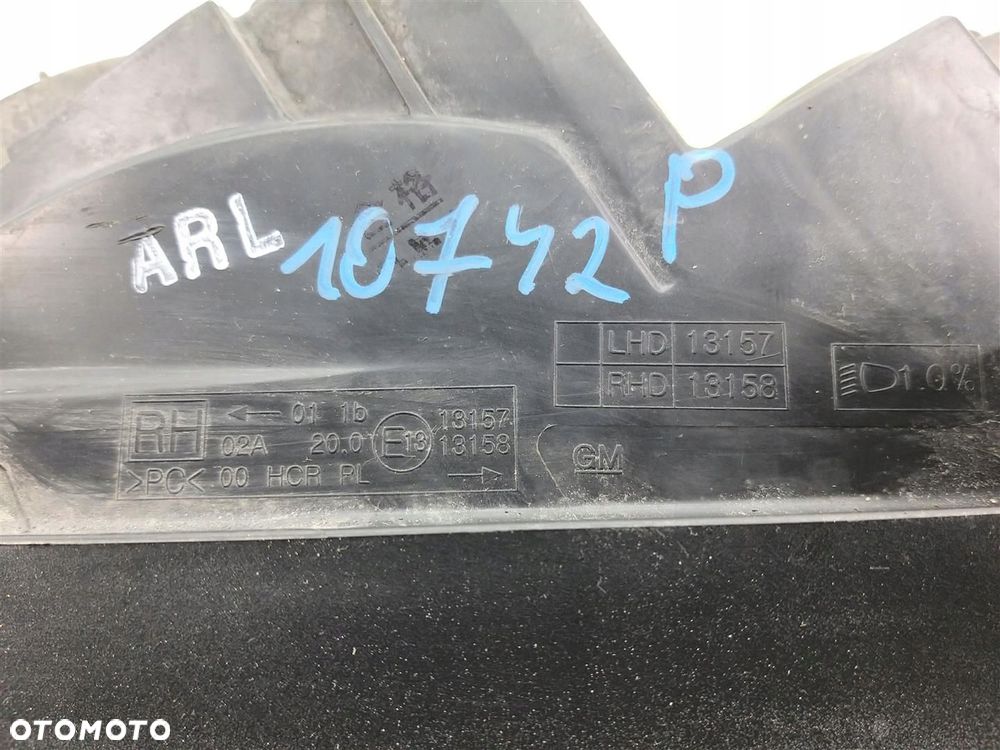 P
ARL 10742
LHD 13157
RHD 13158
1.0%
RH ← 01 1b 13157
02A 20.0 E13 13158
>PC< 00 HCR PL →
GM
OTOMOTO